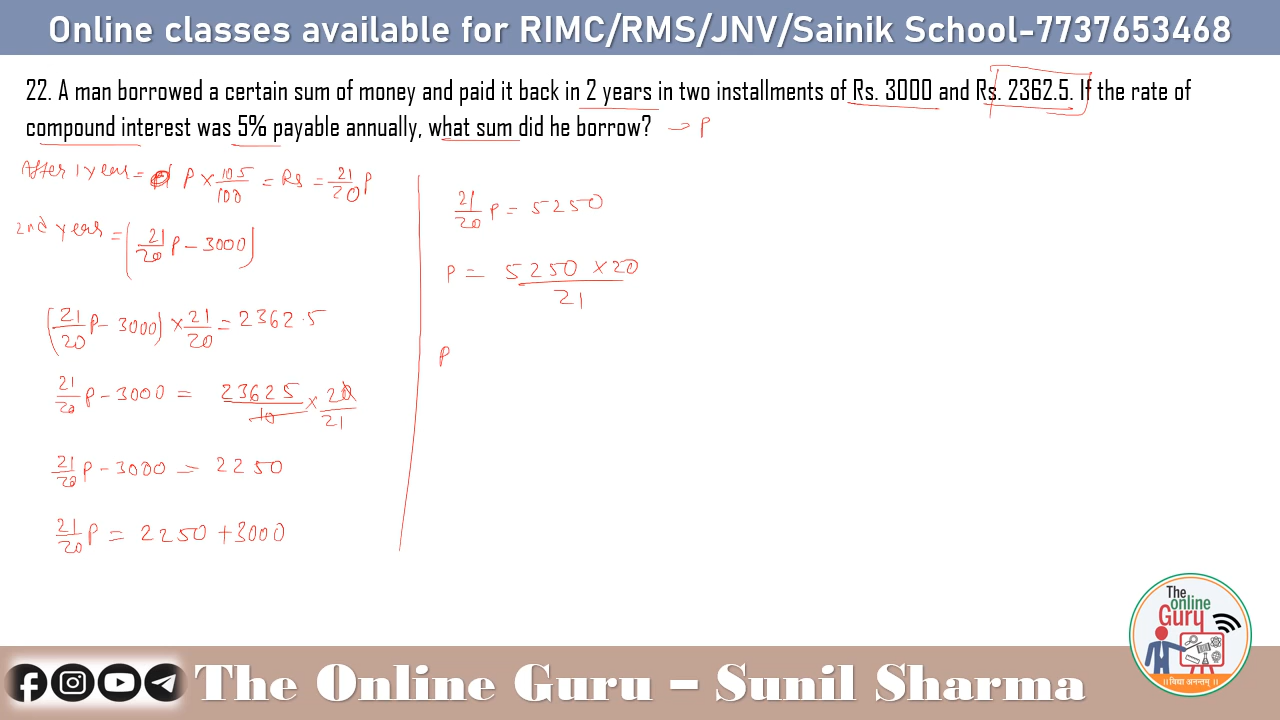 Online classes available for RIMC/RMS/JNV/Sainik School-7737653468
22. A man borrowed a certain sum of money and paid it back in 2 years in two installments of Rs. 3000 and Rs. 2362.5. If the rate of
compound interest was 5% payable annually, what sum did he borrow? → P
After 1 year = P × 105/100 = Rs = 21/20 P
2nd years = (21/20 P - 3000)
(21/20 P - 3000) × 21/20 = 2362.5
21/20 P - 3000 = 23625/10 × 20/21
21/20 P - 3000 = 2250
21/20 P = 2250 + 3000
21/20 P = 5250
P = 5250 × 20/21
P
The
online
Guru
।। विद्या अनन्तम् ।।
The Online Guru – Sunil Sharma